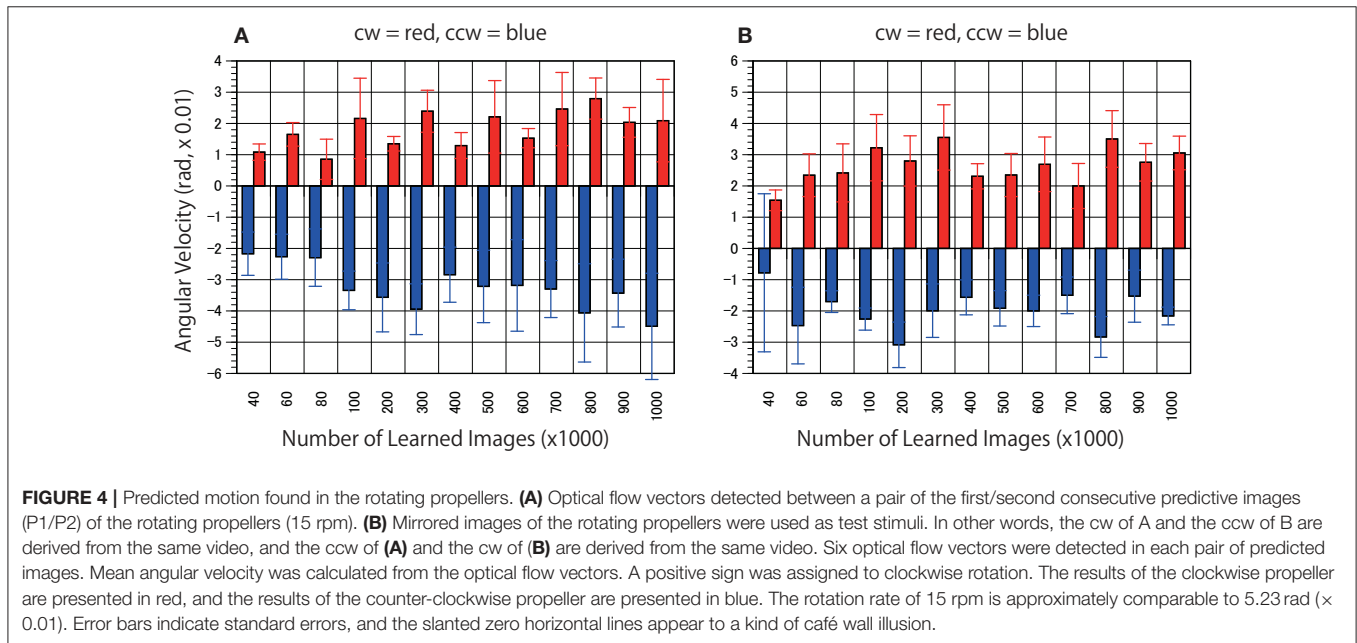 A cw = red, ccw = blue
4
3
2
1
0
−1
−2
−3
−4
−5
−6
Angular Velocity (rad, x 0.01)
40 60 80 100 200 300 400 500 600 700 800 900 1000
Number of Learned Images (x1000)
B cw = red, ccw = blue
6
5
4
3
2
1
0
−1
−2
−3
−4
40 60 80 100 200 300 400 500 600 700 800 900 1000
Number of Learned Images (x1000)
FIGURE 4 | Predicted motion found in the rotating propellers. (A) Optical flow vectors detected between a pair of the first/second consecutive predictive images
(P1/P2) of the rotating propellers (15 rpm). (B) Mirrored images of the rotating propellers were used as test stimuli. In other words, the cw of A and the ccw of B are
derived from the same video, and the ccw of (A) and the cw of (B) are derived from the same video. Six optical flow vectors were detected in each pair of predicted
images. Mean angular velocity was calculated from the optical flow vectors. A positive sign was assigned to clockwise rotation. The results of the clockwise propeller
are presented in red, and the results of the counter-clockwise propeller are presented in blue. The rotation rate of 15 rpm is approximately comparable to 5.23 rad (×
0.01). Error bars indicate standard errors, and the slanted zero horizontal lines appear to a kind of café wall illusion.